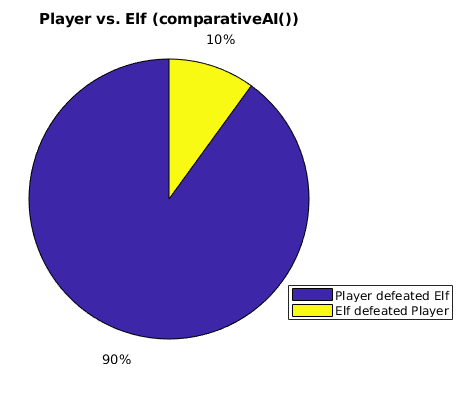 Player vs. Elf (comparativeAI())
10%
Player defeated Elf
Elf defeated Player
90%